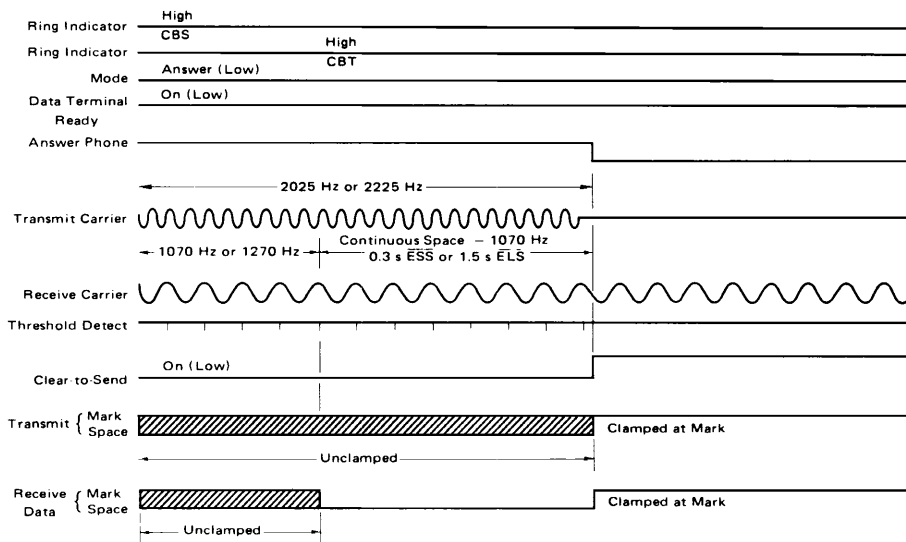 High
Ring Indicator
CBS
High
Ring Indicator
CBT
Answer (Low)
Mode
On (Low)
Data Terminal
Ready
Answer Phone
2025 Hz or 2225 Hz
Transmit Carrier
Continuous Space – 1070 Hz
1070 Hz or 1270 Hz
0.3 s ESS or 1.5 s ELS
Receive Carrier
Threshold Detect
On (Low)
Clear-to-Send
Transmit { Mark
Space
Clamped at Mark
Unclamped
Receive { Mark
Data Space
Clamped at Mark
Unclamped